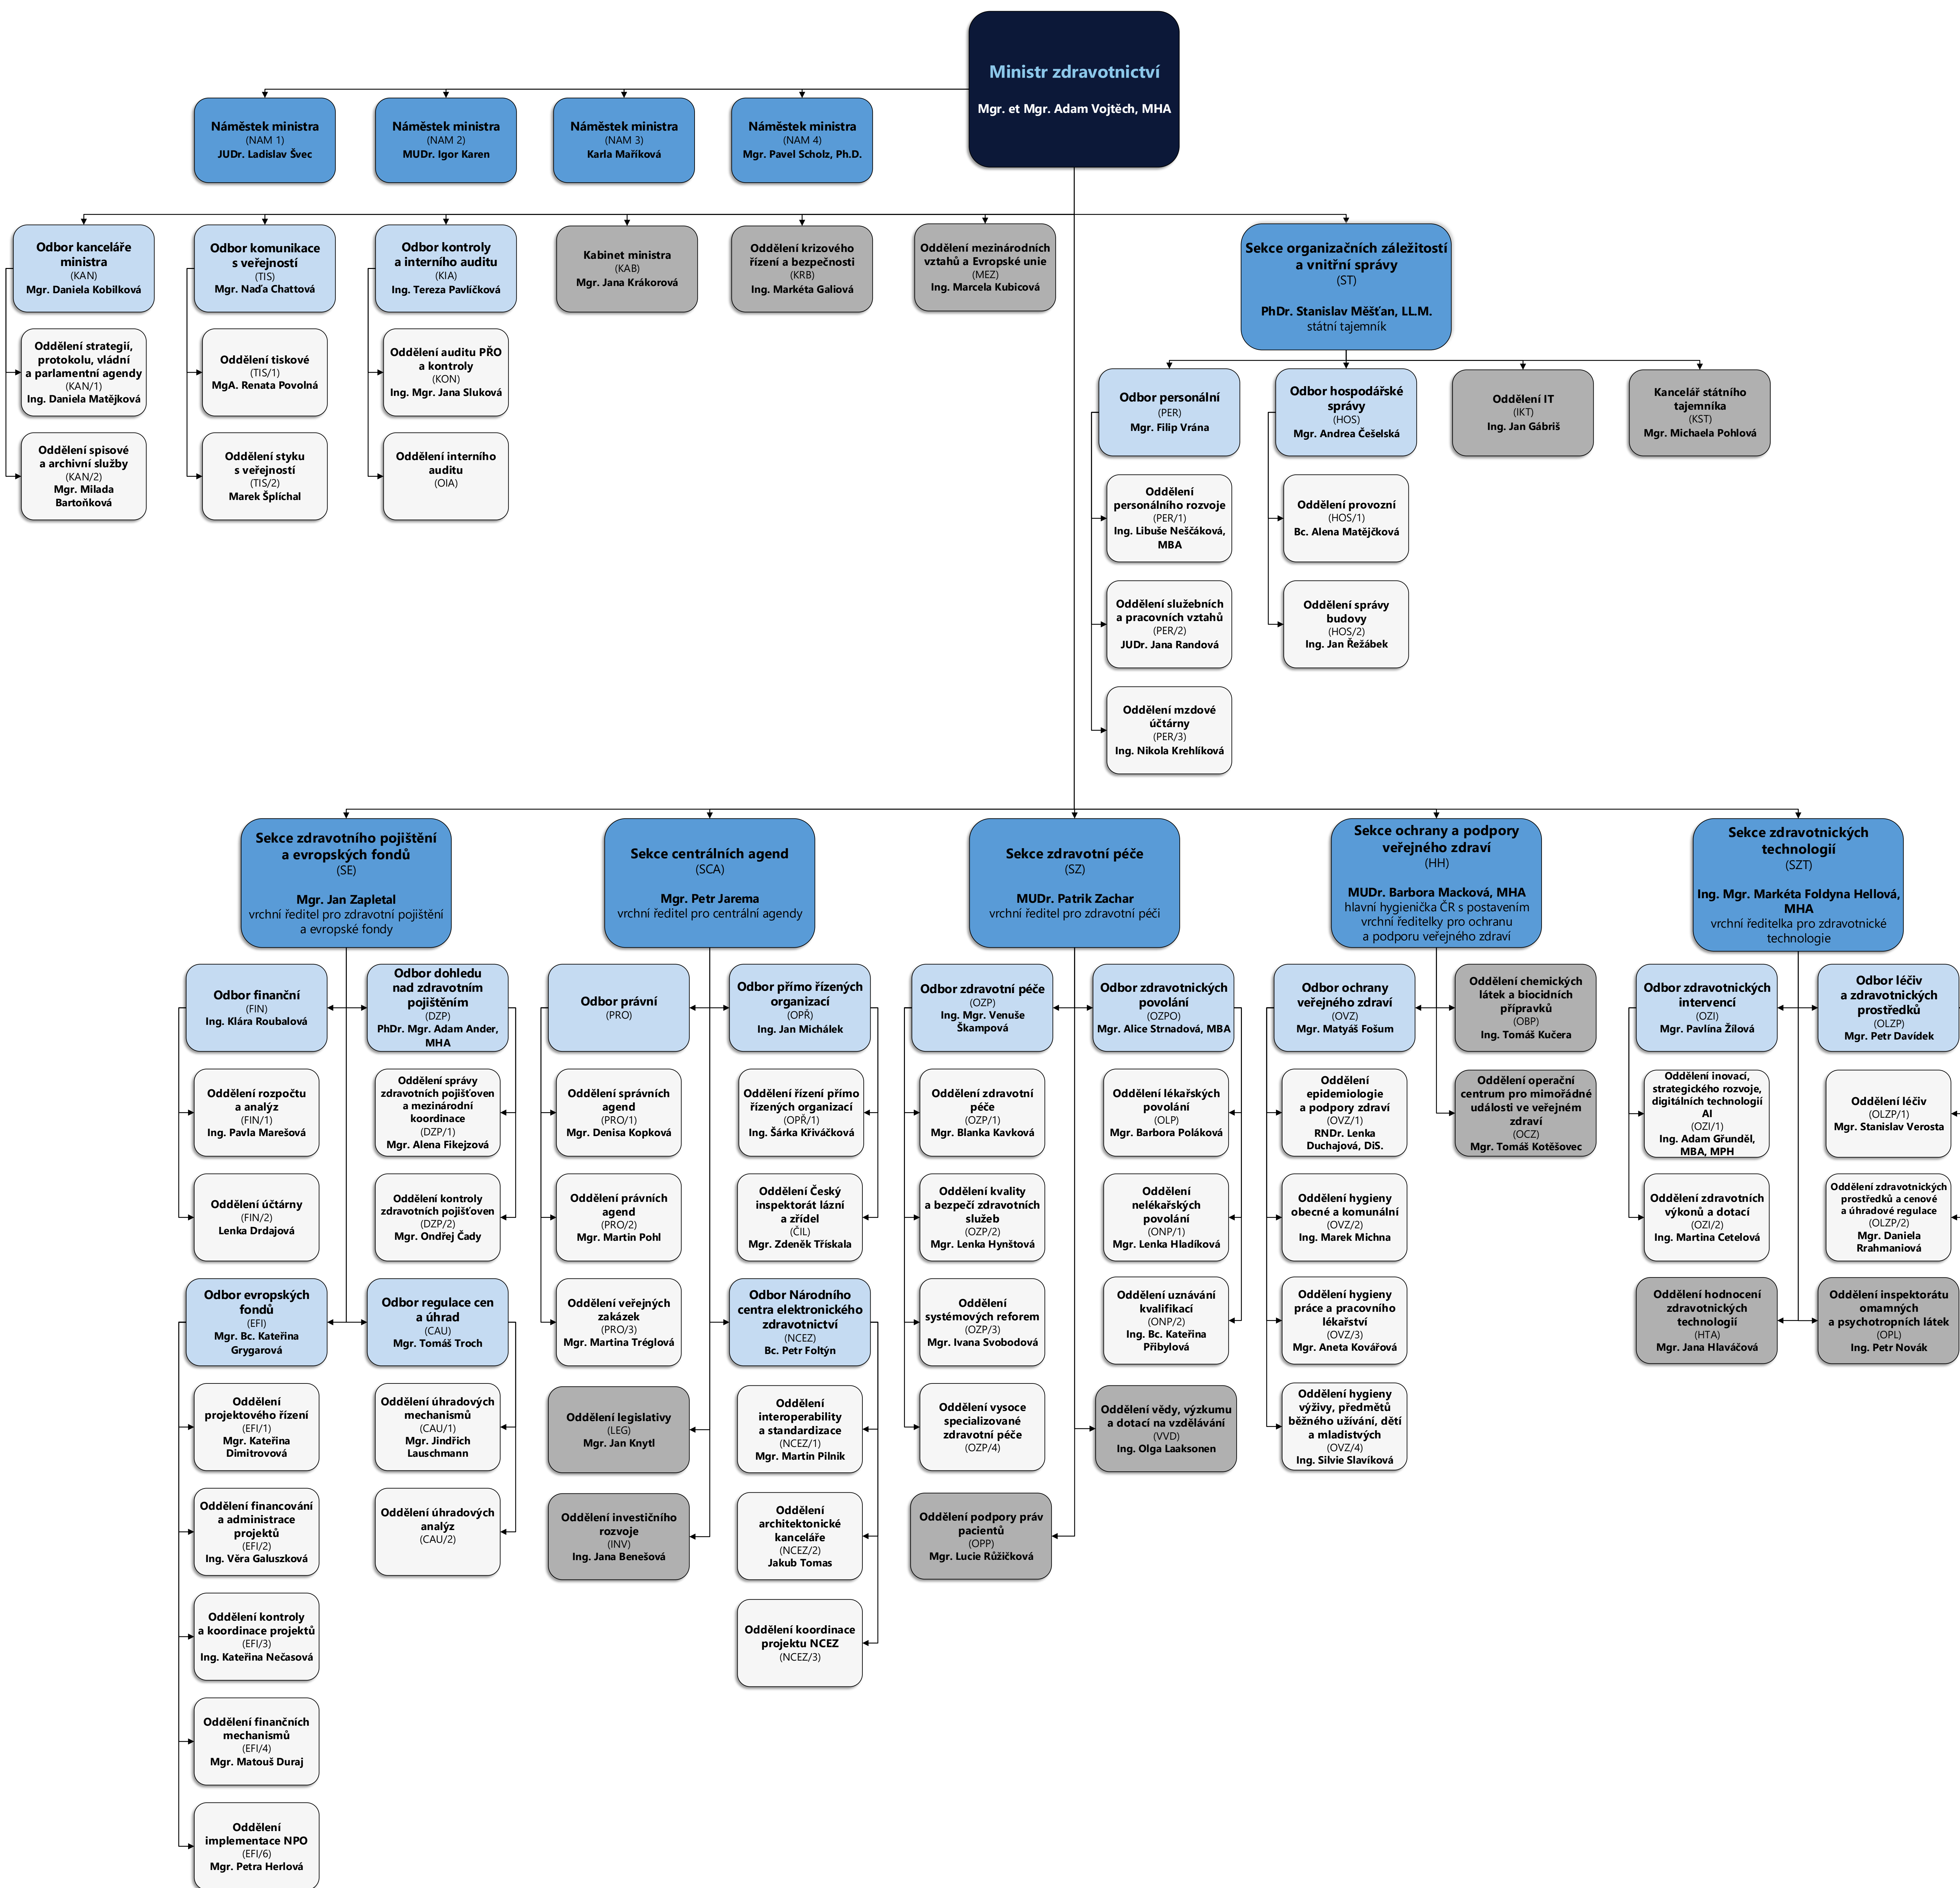 Ministr zdravotnictví
Mgr. et Mgr. Adam Vojtěch, MHA
Náměstek ministra
(NAM 1)
JUDr. Ladislav Švec
Náměstek ministra
(NAM 2)
MUDr. Igor Karen
Náměstek ministra
(NAM 3)
Karla Maříková
Náměstek ministra
(NAM 4)
Mgr. Pavel Scholz, Ph.D.
Odbor kanceláře
ministra
(KAN)
Mgr. Daniela Kobilková
Odbor komunikace
s veřejností
(TIS)
Mgr. Naďa Chattová
Odbor kontroly
a interního auditu
(KIA)
Ing. Tereza Pavlíčková
Kabinet ministra
(KAB)
Mgr. Jana Krákorová
Oddělení krizového
řízení a bezpečnosti
(KRB)
Ing. Markéta Galiová
Oddělení mezinárodních
vztahů a Evropské unie
(MEZ)
Ing. Marcela Kubicová
Sekce organizačních záležitostí
a vnitřní správy
(ST)
PhDr. Stanislav Měšťan, LL.M.
státní tajemník
Oddělení strategií,
protokolu, vládní
a parlamentní agendy
(KAN/1)
Ing. Daniela Matějková
Oddělení tiskové
(TIS/1)
MgA. Renata Povolná
Oddělení auditu PŘO
a kontroly
(KON)
Ing. Mgr. Jana Sluková
Oddělení spisové
a archivní služby
(KAN/2)
Mgr. Milada
Bartoňková
Oddělení styku
s veřejností
(TIS/2)
Marek Šplíchal
Oddělení interního
auditu
(OIA)
Odbor personální
(PER)
Mgr. Filip Vrána
Odbor hospodářské
správy
(HOS)
Mgr. Andrea Češelská
Oddělení IT
(IKT)
Ing. Jan Gábriš
Kancelář státního
tajemníka
(KST)
Mgr. Michaela Pohlová
Oddělení
personálního rozvoje
(PER/1)
Ing. Libuše Neščáková,
MBA
Oddělení provozní
(HOS/1)
Bc. Alena Matějčková
Oddělení služebních
a pracovních vztahů
(PER/2)
JUDr. Jana Randová
Oddělení správy
budovy
(HOS/2)
Ing. Jan Řežábek
Oddělení mzdové
účtárny
(PER/3)
Ing. Nikola Krehlíková
Sekce zdravotního pojištění
a evropských fondů
(SE)
Mgr. Jan Zapletal
vrchní ředitel pro zdravotní pojištění
a evropské fondy
Sekce centrálních agend
(SCA)
Mgr. Petr Jarema
vrchní ředitel pro centrální agendy
Sekce zdravotní péče
(SZ)
MUDr. Patrik Zachar
vrchní ředitel pro zdravotní péči
Sekce ochrany a podpory
veřejného zdraví
(HH)
MUDr. Barbora Macková, MHA
hlavní hygienička ČR s postavením
vrchní ředitelky pro ochranu
a podporu veřejného zdraví
Sekce zdravotnických
technologií
(SZT)
Ing. Mgr. Markéta Foldyna Hellová,
MHA
vrchní ředitelka pro zdravotnické
technologie
Odbor finanční
(FIN)
Ing. Klára Roubalová
Odbor dohledu
nad zdravotním
pojištěním
(DZP)
PhDr. Mgr. Adam Ander,
MHA
Odbor právní
(PRO)
Odbor přímo řízených
organizací
(OPŘ)
Ing. Jan Michálek
Odbor zdravotní péče
(OZP)
Ing. Mgr. Venuše
Škampová
Odbor zdravotnických
povolání
(OZPO)
Mgr. Alice Strnadová, MBA
Odbor ochrany
veřejného zdraví
(OVZ)
Mgr. Matyáš Fošum
Oddělení chemických
látek a biocidních
přípravků
(OBP)
Ing. Tomáš Kučera
Odbor zdravotnických
intervencí
(OZI)
Mgr. Pavlína Žílová
Odbor léčiv
a zdravotnických
prostředků
(OLZP)
Mgr. Petr Davídek
Oddělení rozpočtu
a analýz
(FIN/1)
Ing. Pavla Marešová
Oddělení správy
zdravotních pojišťoven
a mezinárodní
koordinace
(DZP/1)
Mgr. Alena Fikejzová
Oddělení správních
agend
(PRO/1)
Mgr. Denisa Kopková
Oddělení řízení přímo
řízených organizací
(OPŘ/1)
Ing. Šárka Křiváčková
Oddělení zdravotní
péče
(OZP/1)
Mgr. Blanka Kavková
Oddělení lékařských
povolání
(OLP)
Mgr. Barbora Poláková
Oddělení
epidemiologie
a podpory zdraví
(OVZ/1)
RNDr. Lenka
Duchajová, DiS.
Oddělení operační
centrum pro mimořádné
události ve veřejném
zdraví
(OCZ)
Mgr. Tomáš Kotěšovec
Oddělení inovací,
strategického rozvoje,
digitálních technologií
AI
(OZI/1)
Ing. Adam Gřunděl,
MBA, MPH
Oddělení léčiv
(OLZP/1)
Mgr. Stanislav Verosta
Oddělení účtárny
(FIN/2)
Lenka Drdajová
Oddělení kontroly
zdravotních pojišťoven
(DZP/2)
Mgr. Ondřej Čady
Oddělení právních
agend
(PRO/2)
Mgr. Martin Pohl
Oddělení Český
inspektorát lázní
a zřídel
(ČIL)
Mgr. Zdeněk Třískala
Oddělení kvality
a bezpečí zdravotních
služeb
(OZP/2)
Mgr. Lenka Hynštová
Oddělení
nelékařských
povolání
(ONP/1)
Mgr. Lenka Hladíková
Oddělení hygieny
obecné a komunální
(OVZ/2)
Ing. Marek Michna
Oddělení zdravotních
výkonů a dotací
(OZI/2)
Ing. Martina Cetelová
Oddělení zdravotnických
prostředků a cenové
a úhradové regulace
(OLZP/2)
Mgr. Daniela
Rrahmaniová
Odbor evropských
fondů
(EFI)
Mgr. Bc. Kateřina
Grygarová
Odbor regulace cen
a úhrad
(CAU)
Mgr. Tomáš Troch
Oddělení veřejných
zakázek
(PRO/3)
Mgr. Martina Tréglová
Odbor Národního
centra elektronického
zdravotnictví
(NCEZ)
Bc. Petr Foltýn
Oddělení
systémových reforem
(OZP/3)
Mgr. Ivana Svobodová
Oddělení uznávání
kvalifikací
(ONP/2)
Ing. Bc. Kateřina
Přibylová
Oddělení hygieny
práce a pracovního
lékařství
(OVZ/3)
Mgr. Aneta Kovářová
Oddělení hodnocení
zdravotnických
technologií
(HTA)
Mgr. Jana Hlaváčová
Oddělení inspektorátu
omamných
a psychotropních látek
(OPL)
Ing. Petr Novák
Oddělení
projektového řízení
(EFI/1)
Mgr. Kateřina
Dimitrovová
Oddělení úhradových
mechanismů
(CAU/1)
Mgr. Jindřich
Lauschmann
Oddělení legislativy
(LEG)
Mgr. Jan Knytl
Oddělení
interoperability
a standardizace
(NCEZ/1)
Mgr. Martin Pilnik
Oddělení vysoce
specializované
zdravotní péče
(OZP/4)
Oddělení vědy, výzkumu
a dotací na vzdělávání
(VVD)
Ing. Olga Laaksonen
Oddělení hygieny
výživy, předmětů
běžného užívání, dětí
a mladistvých
(OVZ/4)
Ing. Silvie Slavíková
Oddělení financování
a administrace
projektů
(EFI/2)
Ing. Věra Galuszková
Oddělení úhradových
analýz
(CAU/2)
Oddělení investičního
rozvoje
(INV)
Ing. Jana Benešová
Oddělení
architektonické
kanceláře
(NCEZ/2)
Jakub Tomas
Oddělení podpory práv
pacientů
(OPP)
Mgr. Lucie Růžičková
Oddělení kontroly
a koordinace projektů
(EFI/3)
Ing. Kateřina Nečasová
Oddělení koordinace
projektu NCEZ
(NCEZ/3)
Oddělení finančních
mechanismů
(EFI/4)
Mgr. Matouš Duraj
Oddělení
implementace NPO
(EFI/6)
Mgr. Petra Herlová